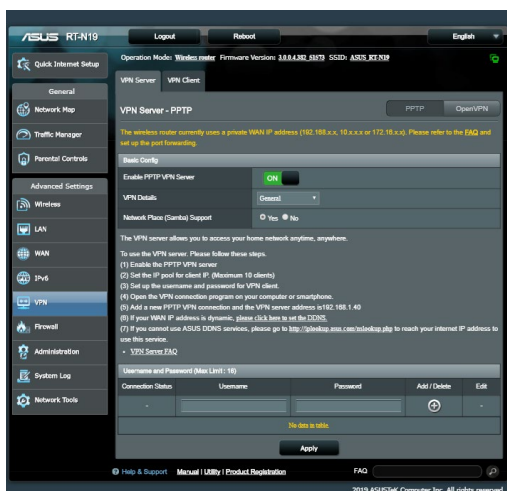 ASUS RT-N19
Logout
Reboot
English
Quick Internet Setup
General
Network Map
Traffic Manager
Parental Controls
Advanced Settings
Wireless
LAN
WAN
IPv6
VPN
Firewall
Administration
System Log
Network Tools
Operation Mode: Wireless router Firmware Version: 3.0.0.4.382_51573 SSID: ASUS_RT-N19
VPN Server VPN Client
VPN Server - PPTP
PPTP OpenVPN
The wireless router currently uses a private WAN IP address (192.168.x.x, 10.x.x.x or 172.16.x.x). Please refer to the FAQ and
set up the port forwarding.
Basic Config
Enable PPTP VPN
Server
ON
VPN Details
General
Network Place (Samba) Support
Yes No
The VPN server allows you to access your home network anytime, anywhere.
To use the VPN server. Please follow these steps.
(1) Enable the PPTP VPN server
(2) Set the IP pool for client IP. (Maximum 10
clients)
(3) Set up the username and password for
VPN client.
(4) Open the VPN connection program on
your computer or smartphone.
(5) Add a new PPTP VPN connection and the VPN server address is192.168.1.40
(6) If your WAN IP address is dynamic, please click here to set the DDNS.
(7) If you cannot use ASUS DDNS services, please go to http://iplookup.asus.com/nslookup.php to reach your internet IP address to
use this service.
• VPN Server FAQ
Username and Password (Max Limit : 16)
Connection Status Username Password Add / Delete Edit
- -
No data in table.
Apply
Help & Support Manual | Utility | Product Registration FAQ
2019 ASUSTeK Computer Inc. All rights reserved